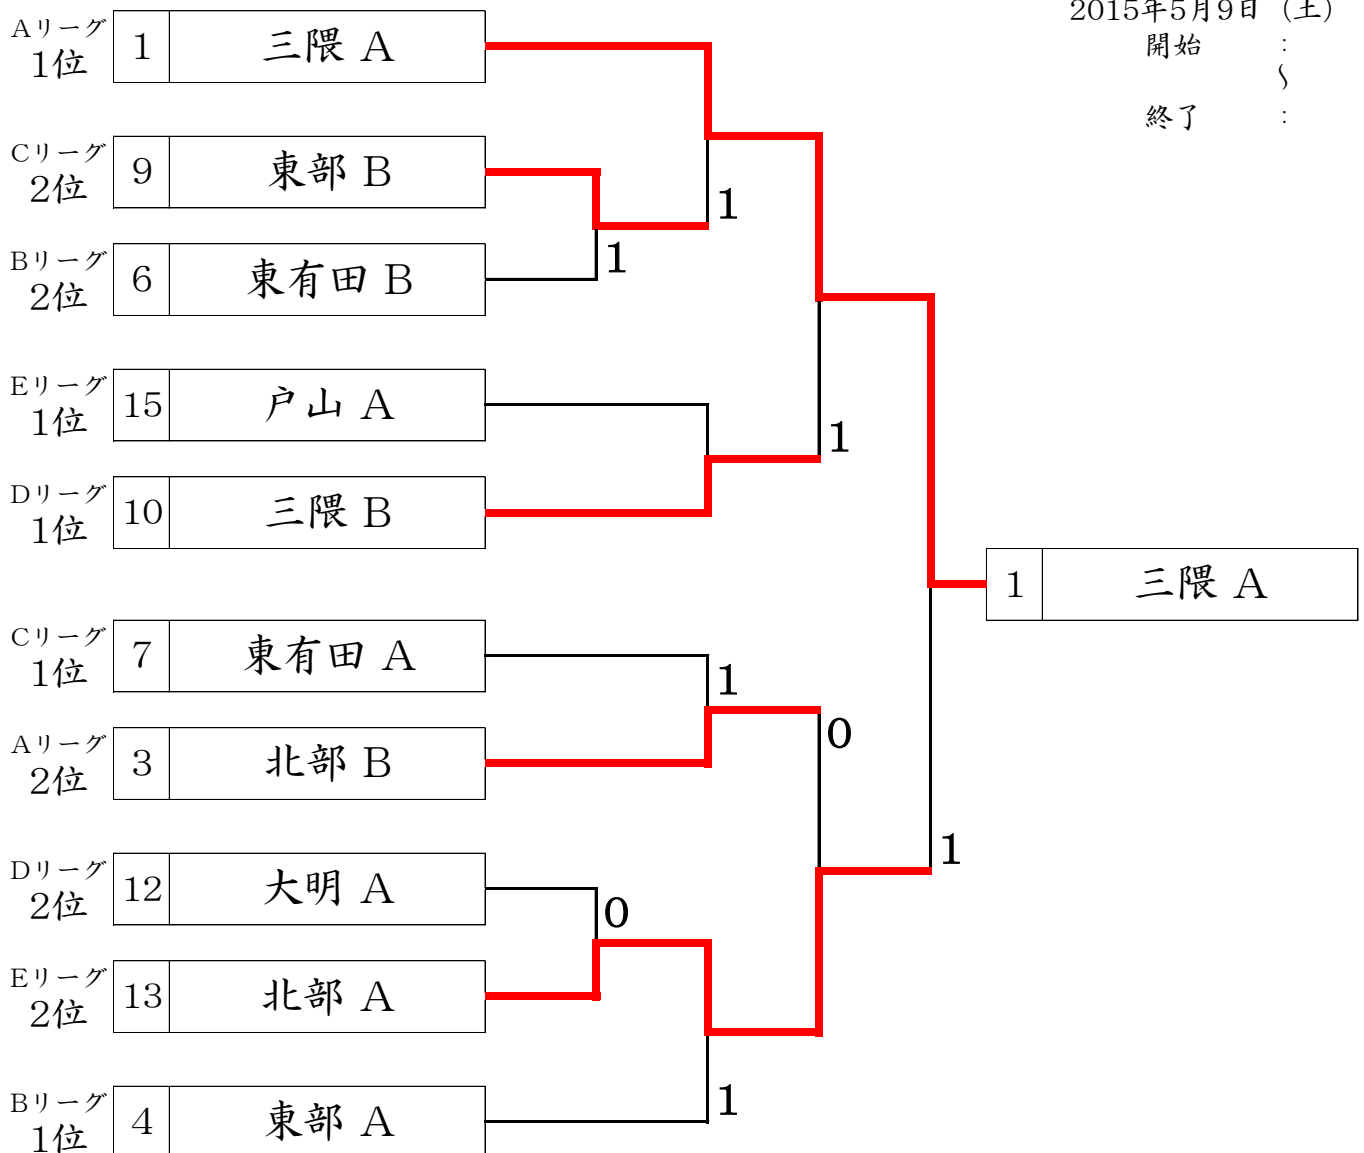 2015年5月9日（土）
開始 ：
〜
終了 ：
Aリーグ
1位
1 三隈 A
Cリーグ
2位
9 東部 B
1
Bリーグ
2位
6 東有田 B
1
Eリーグ
1位
15 戸山 A
1
Dリーグ
1位
10 三隈 B
1 三隈 A
Cリーグ
1位
7 東有田 A
1
0
Aリーグ
2位
3 北部 B
1
Dリーグ
2位
12 大明 A
0
Eリーグ
2位
13 北部 A
1
Bリーグ
1位
4 東部 A